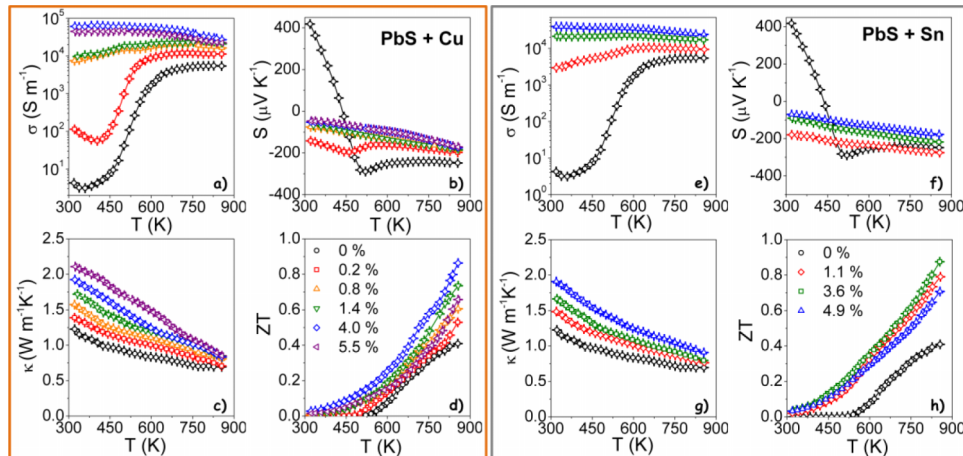 PbS + Cu
σ (S m⁻¹)
10⁵
10⁴
10³
10²
10¹
300 450 600 750 900
T (K)
a)
S (μV K⁻¹)
400
200
0
-200
-400
300 450 600 750 900
T (K)
b)
κ (W m⁻¹K⁻¹)
2.5
2.0
1.5
1.0
0.5
0.0
300 450 600 750 900
T (K)
c)
ZT
1.0
0.8
0.6
0.4
0.2
0.0
0 %
0.2 %
0.8 %
1.4 %
4.0 %
5.5 %
300 450 600 750 900
T (K)
d)
PbS + Sn
σ (S m⁻¹)
10⁵
10⁴
10³
10²
10¹
10⁰
300 450 600 750 900
T (K)
e)
S (μV K⁻¹)
400
200
0
-200
-400
300 450 600 750 900
T (K)
f)
κ (W m⁻¹K⁻¹)
2.5
2.0
1.5
1.0
0.5
0.0
300 450 600 750 900
T (K)
g)
ZT
1.0
0.8
0.6
0.4
0.2
0.0
0 %
1.1 %
3.6 %
4.9 %
300 450 600 750 900
T (K)
h)